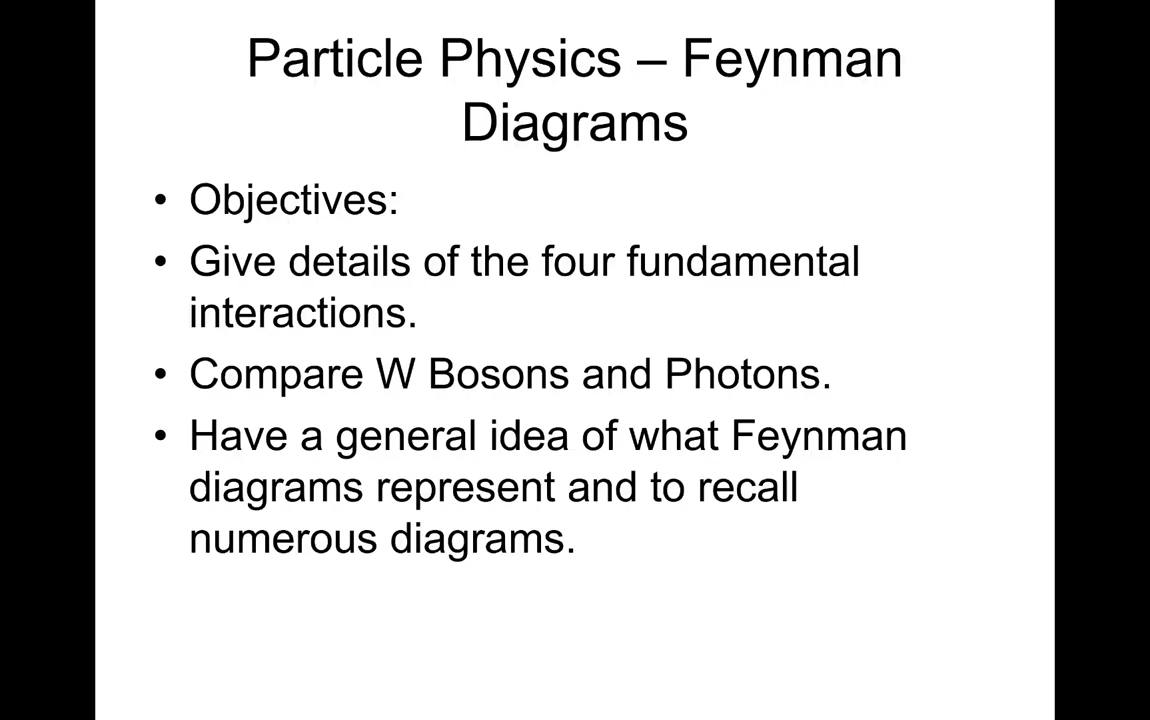 Particle Physics – Feynman
Diagrams
• Objectives:
• Give details of the four fundamental
interactions.
• Compare W Bosons and Photons.
• Have a general idea of what Feynman
diagrams represent and to recall
numerous diagrams.